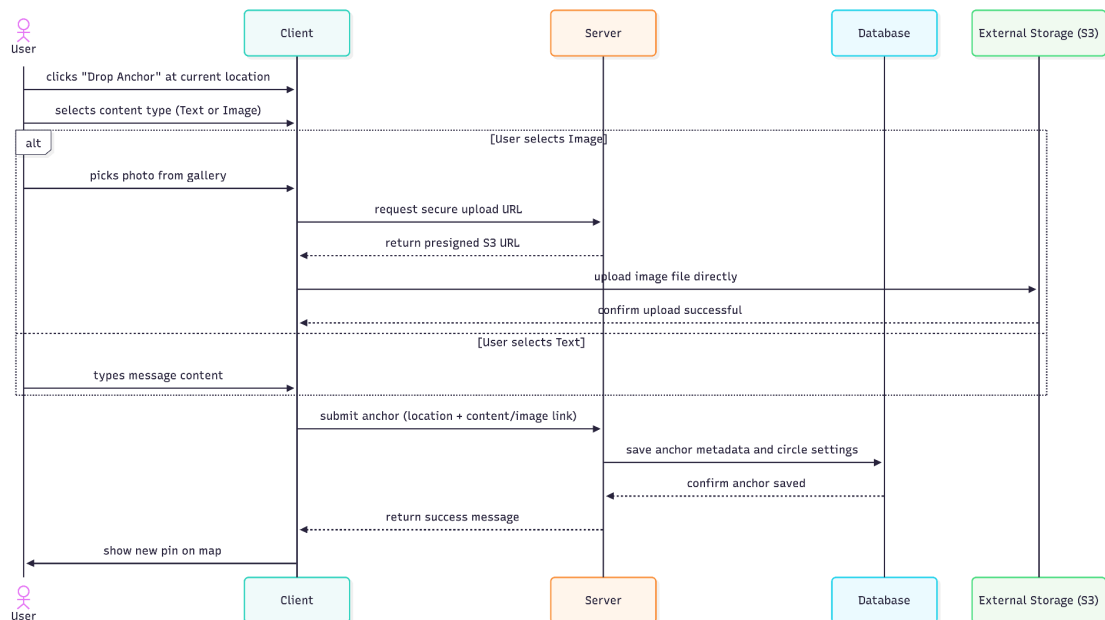 User
Client
Server
Database
External Storage (S3)
clicks "Drop Anchor" at current location
selects content type (Text or Image)
alt
[User selects Image]
picks photo from gallery
request secure upload URL
return presigned S3 URL
upload image file directly
confirm upload successful
[User selects Text]
types message content
submit anchor (location + content/image link)
save anchor metadata and circle settings
confirm anchor saved
return success message
show new pin on map
User
Client
Server
Database
External Storage (S3)